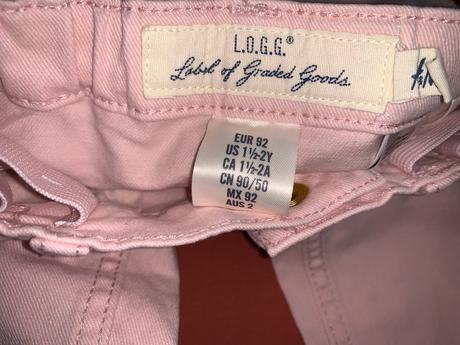 L.O.G.G.®
Label of Graded Goods.
EUR 92
US 1½-2Y
CA 1½-2A
CN 90/50
MX 92
AUS 2